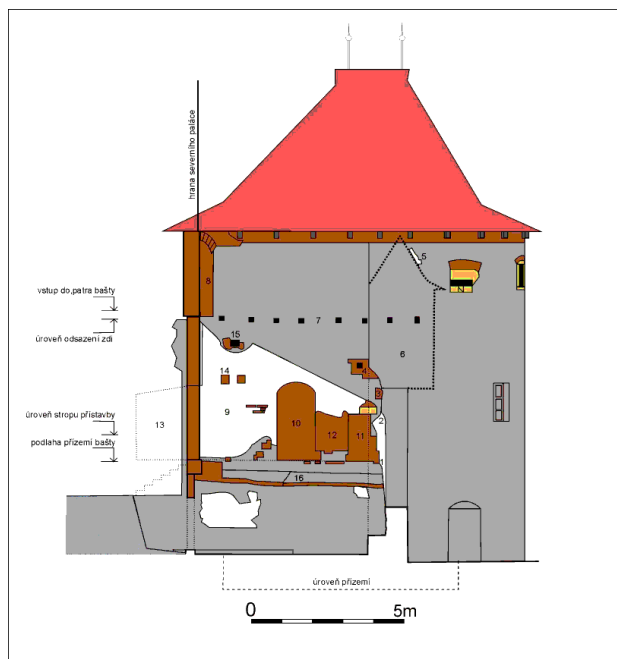 hrana severního paláce
5
vstup do,patra bašty
8
N
7
15
úroveň odsazení zdi
6
4
14
3
9
úroveň stropu přístavby
2
13
10
12
11
podlaha přízemí bašty
1
16
úroveň přízemí
0
5m